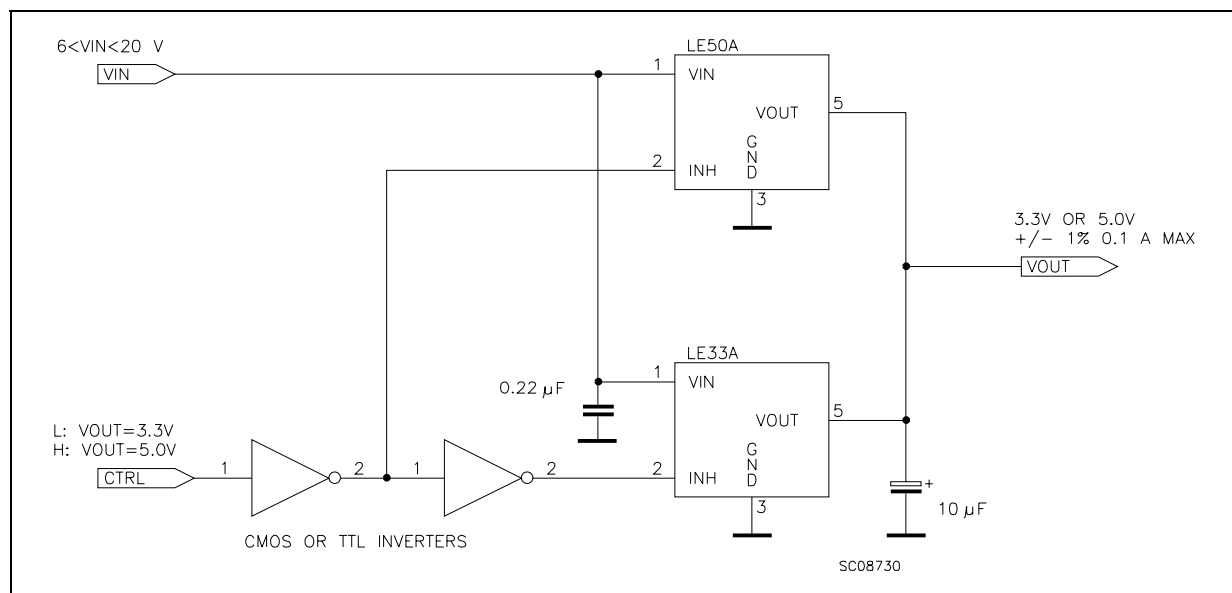 6<VIN<20 V
VIN
LE50A
1
VIN
VOUT
5
2
INH
GND
3
3.3V OR 5.0V
+/- 1% 0.1 A MAX
VOUT
LE33A
1
VIN
0.22 µF
VOUT
5
L: VOUT=3.3V
H: VOUT=5.0V
CTRL
1
2
1
2
2
INH
GND
3
+
10 µF
CMOS OR TTL INVERTERS
SC08730